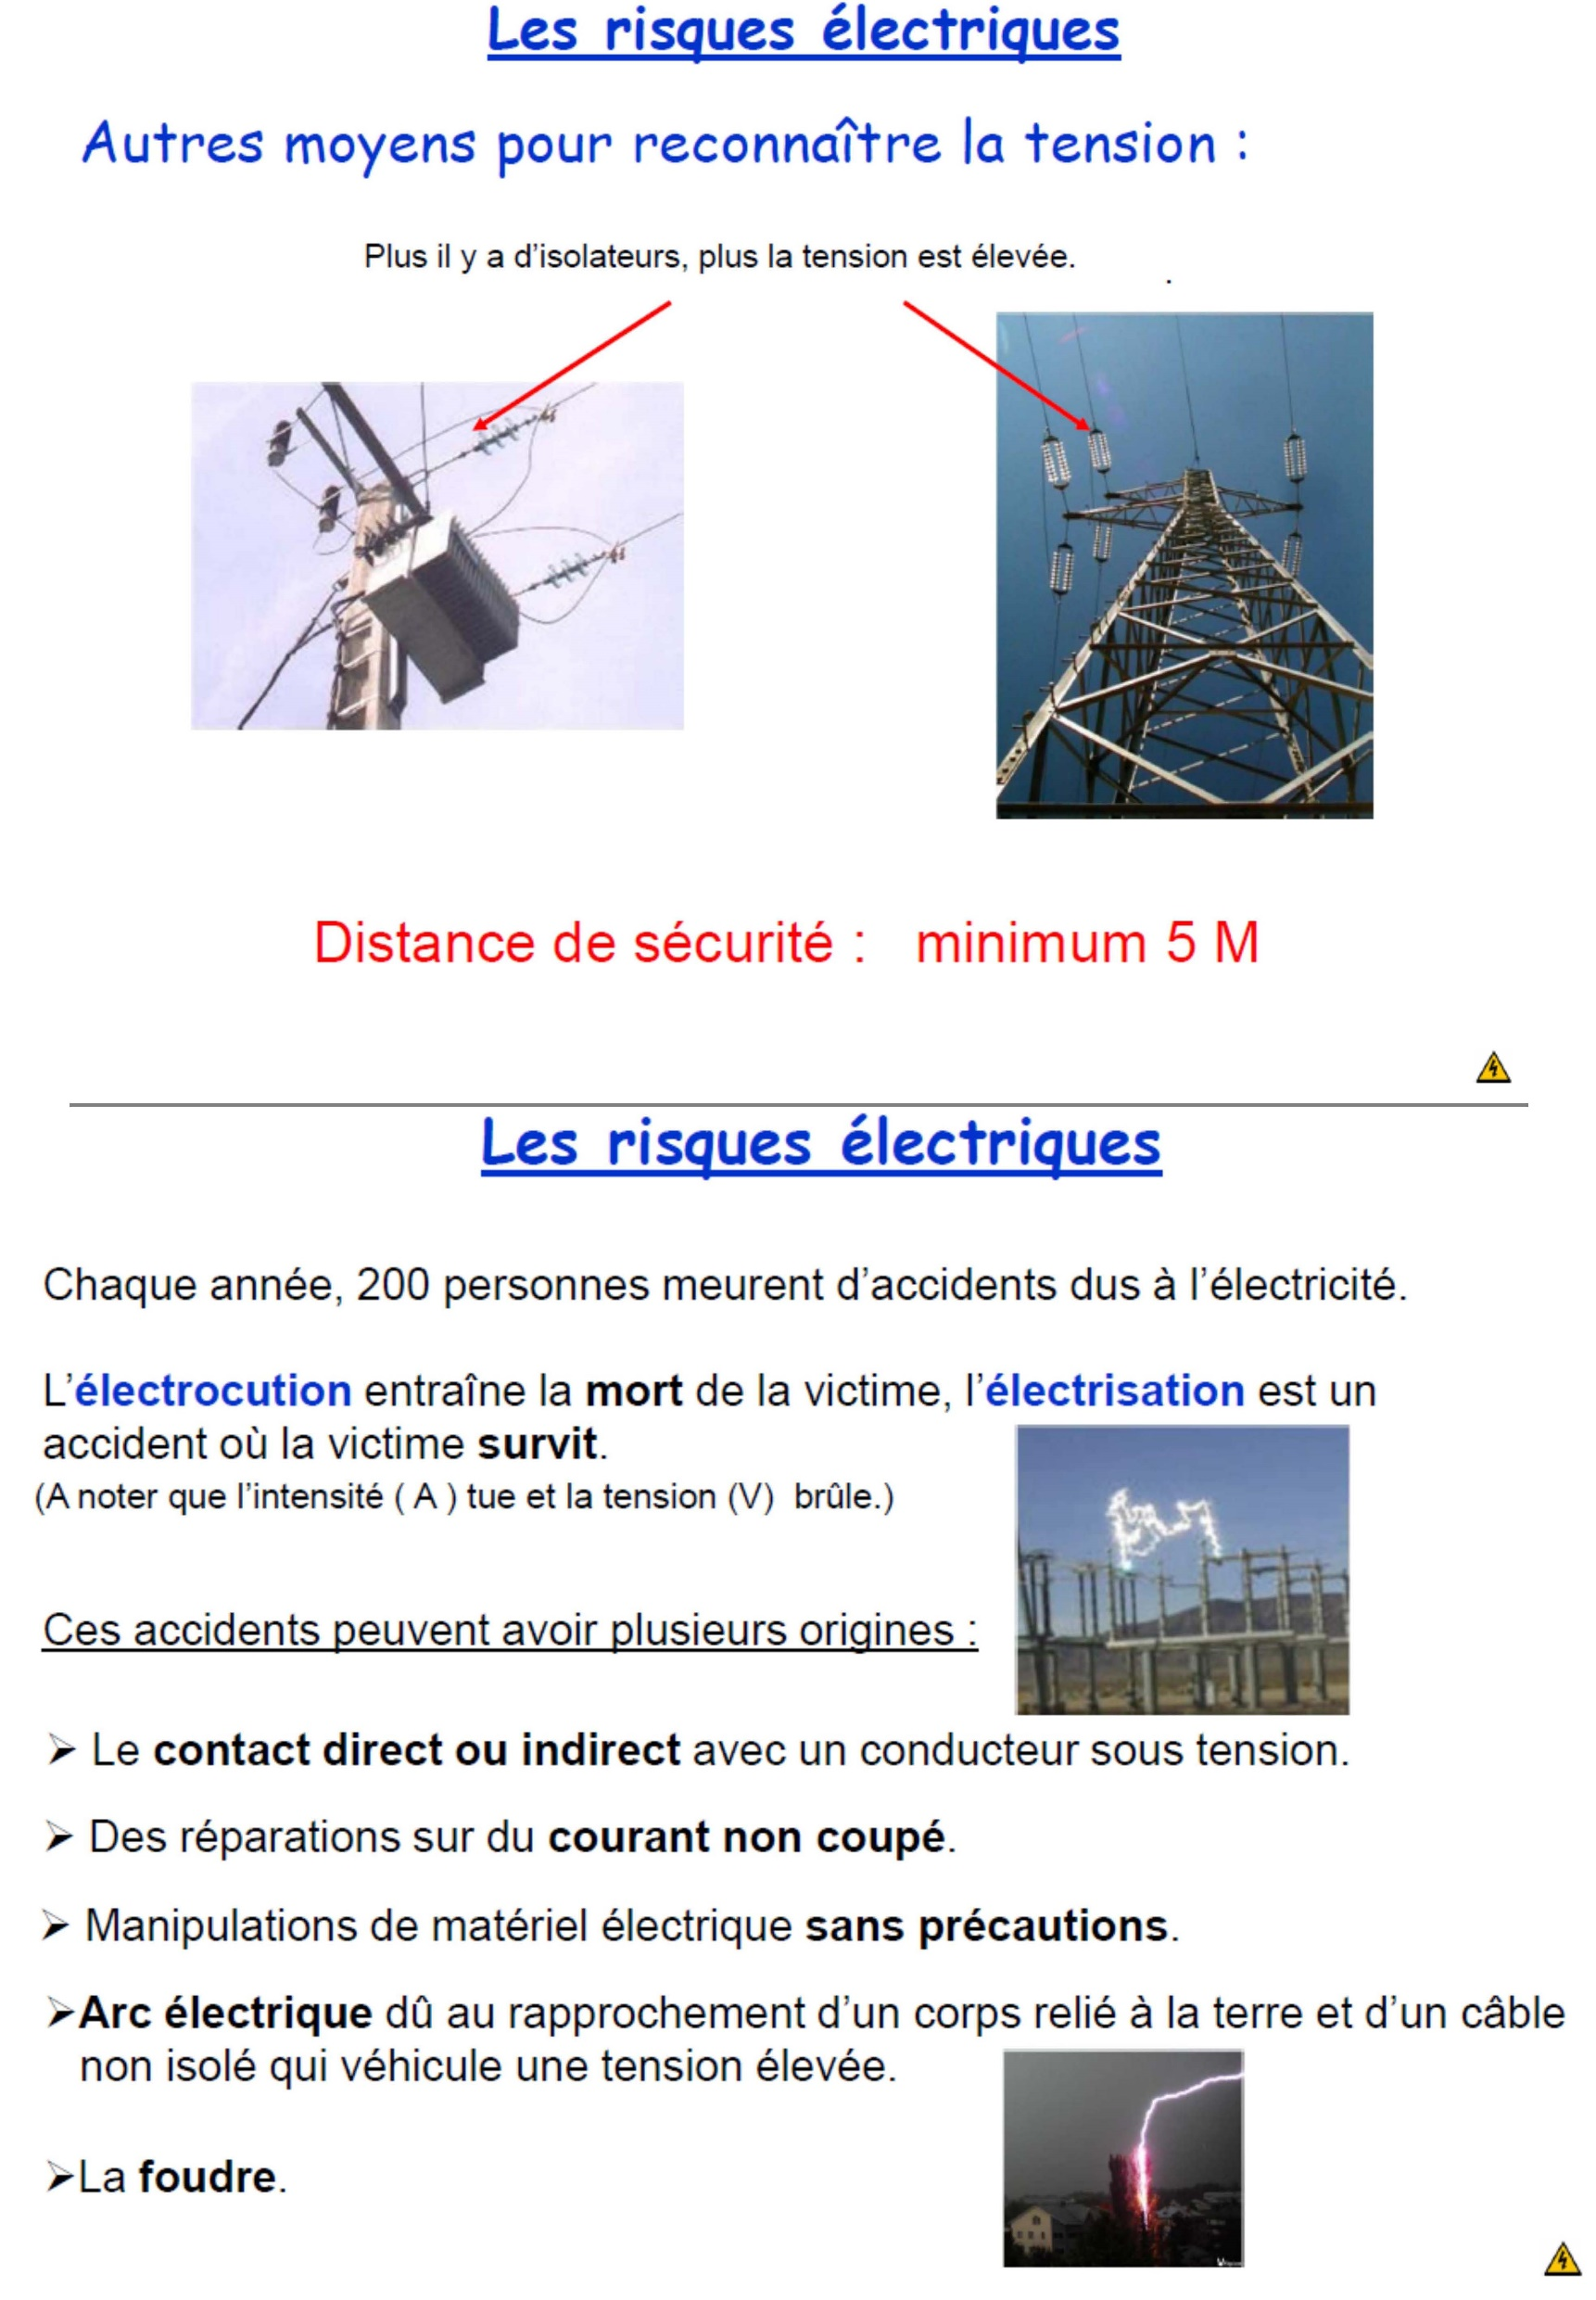 Les risques électriques
Autres moyens pour reconnaître la tension :
Plus il y a d'isolateurs, plus la tension est élevée.
.
Distance de sécurité : minimum 5 M
Les risques électriques
Chaque année, 200 personnes meurent d'accidents dus à l'électricité.
L'électrocution entraîne la mort de la victime, l'électrisation est un
accident où la victime survit.
(A noter que l'intensité ( A ) tue et la tension (V) brûle.)
Ces accidents peuvent avoir plusieurs origines :
➢ Le contact direct ou indirect avec un conducteur sous tension.
➢ Des réparations sur du courant non coupé.
➢ Manipulations de matériel électrique sans précautions.
➢Arc électrique dû au rapprochement d'un corps relié à la terre et d'un câble
non isolé qui véhicule une tension élevée.
➢La foudre.